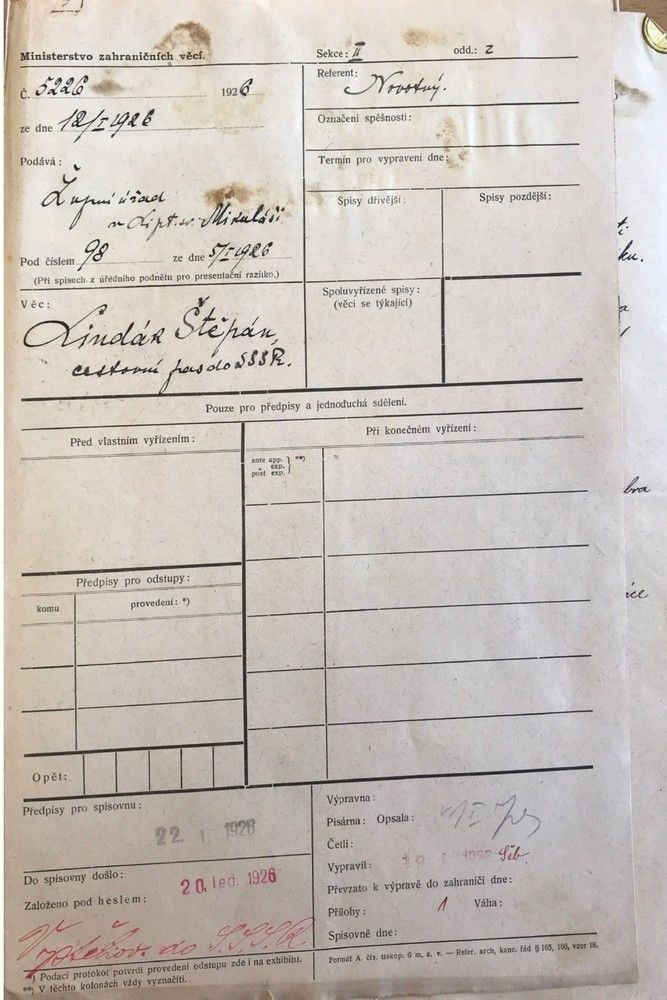 Ministerstvo zahraničních věcí.
Sekce: II odd.: 2
Č. 5226 1926
ze dne 12/I 1926
Podává:
Župní úřad
v Lipt. sv. Mikuláši
Pod číslem 98 ze dne 5/I 1926
(Při spisech z úředního podnětu pro presentační razítko.)
Referent: Novotný.
Označení spěšnosti:
Termín pro vypravení dne:
Spisy dřívější: Spisy pozdější:
Spoluvyřízené spisy:
(věci se týkající)
Věc:
Lindák Štěpán,
cestovní pas do SSSR.
Pouze pro předpisy a jednoduchá sdělení.
Před vlastním vyřízením: Při konečném vyřízení:
ante app. **)
exp.
post exp.
Předpisy pro odstupy:
komu provedení: *)
Opět:
Předpisy pro spisovnu:
22. 1926
Do spisovny došlo:
20. led. 1926
Založeno pod heslem:
do S.S.S.R.
*) Podací protokol potvrdí provedení odstupu zde i na exhibitu.
**) V těchto kolonách vždy vyznačiti.
Výpravna:
Pisárna: Opsala:
Četli:
Vypravil:
Převzato k výpravě do zahraničí dne:
Přílohy: 1 Váha:
Spisovně dne:
Formát A. čís. tiskop. 6 m. z. v. — Refer. arch, kanc. řád § 165, 166, vzor 18.